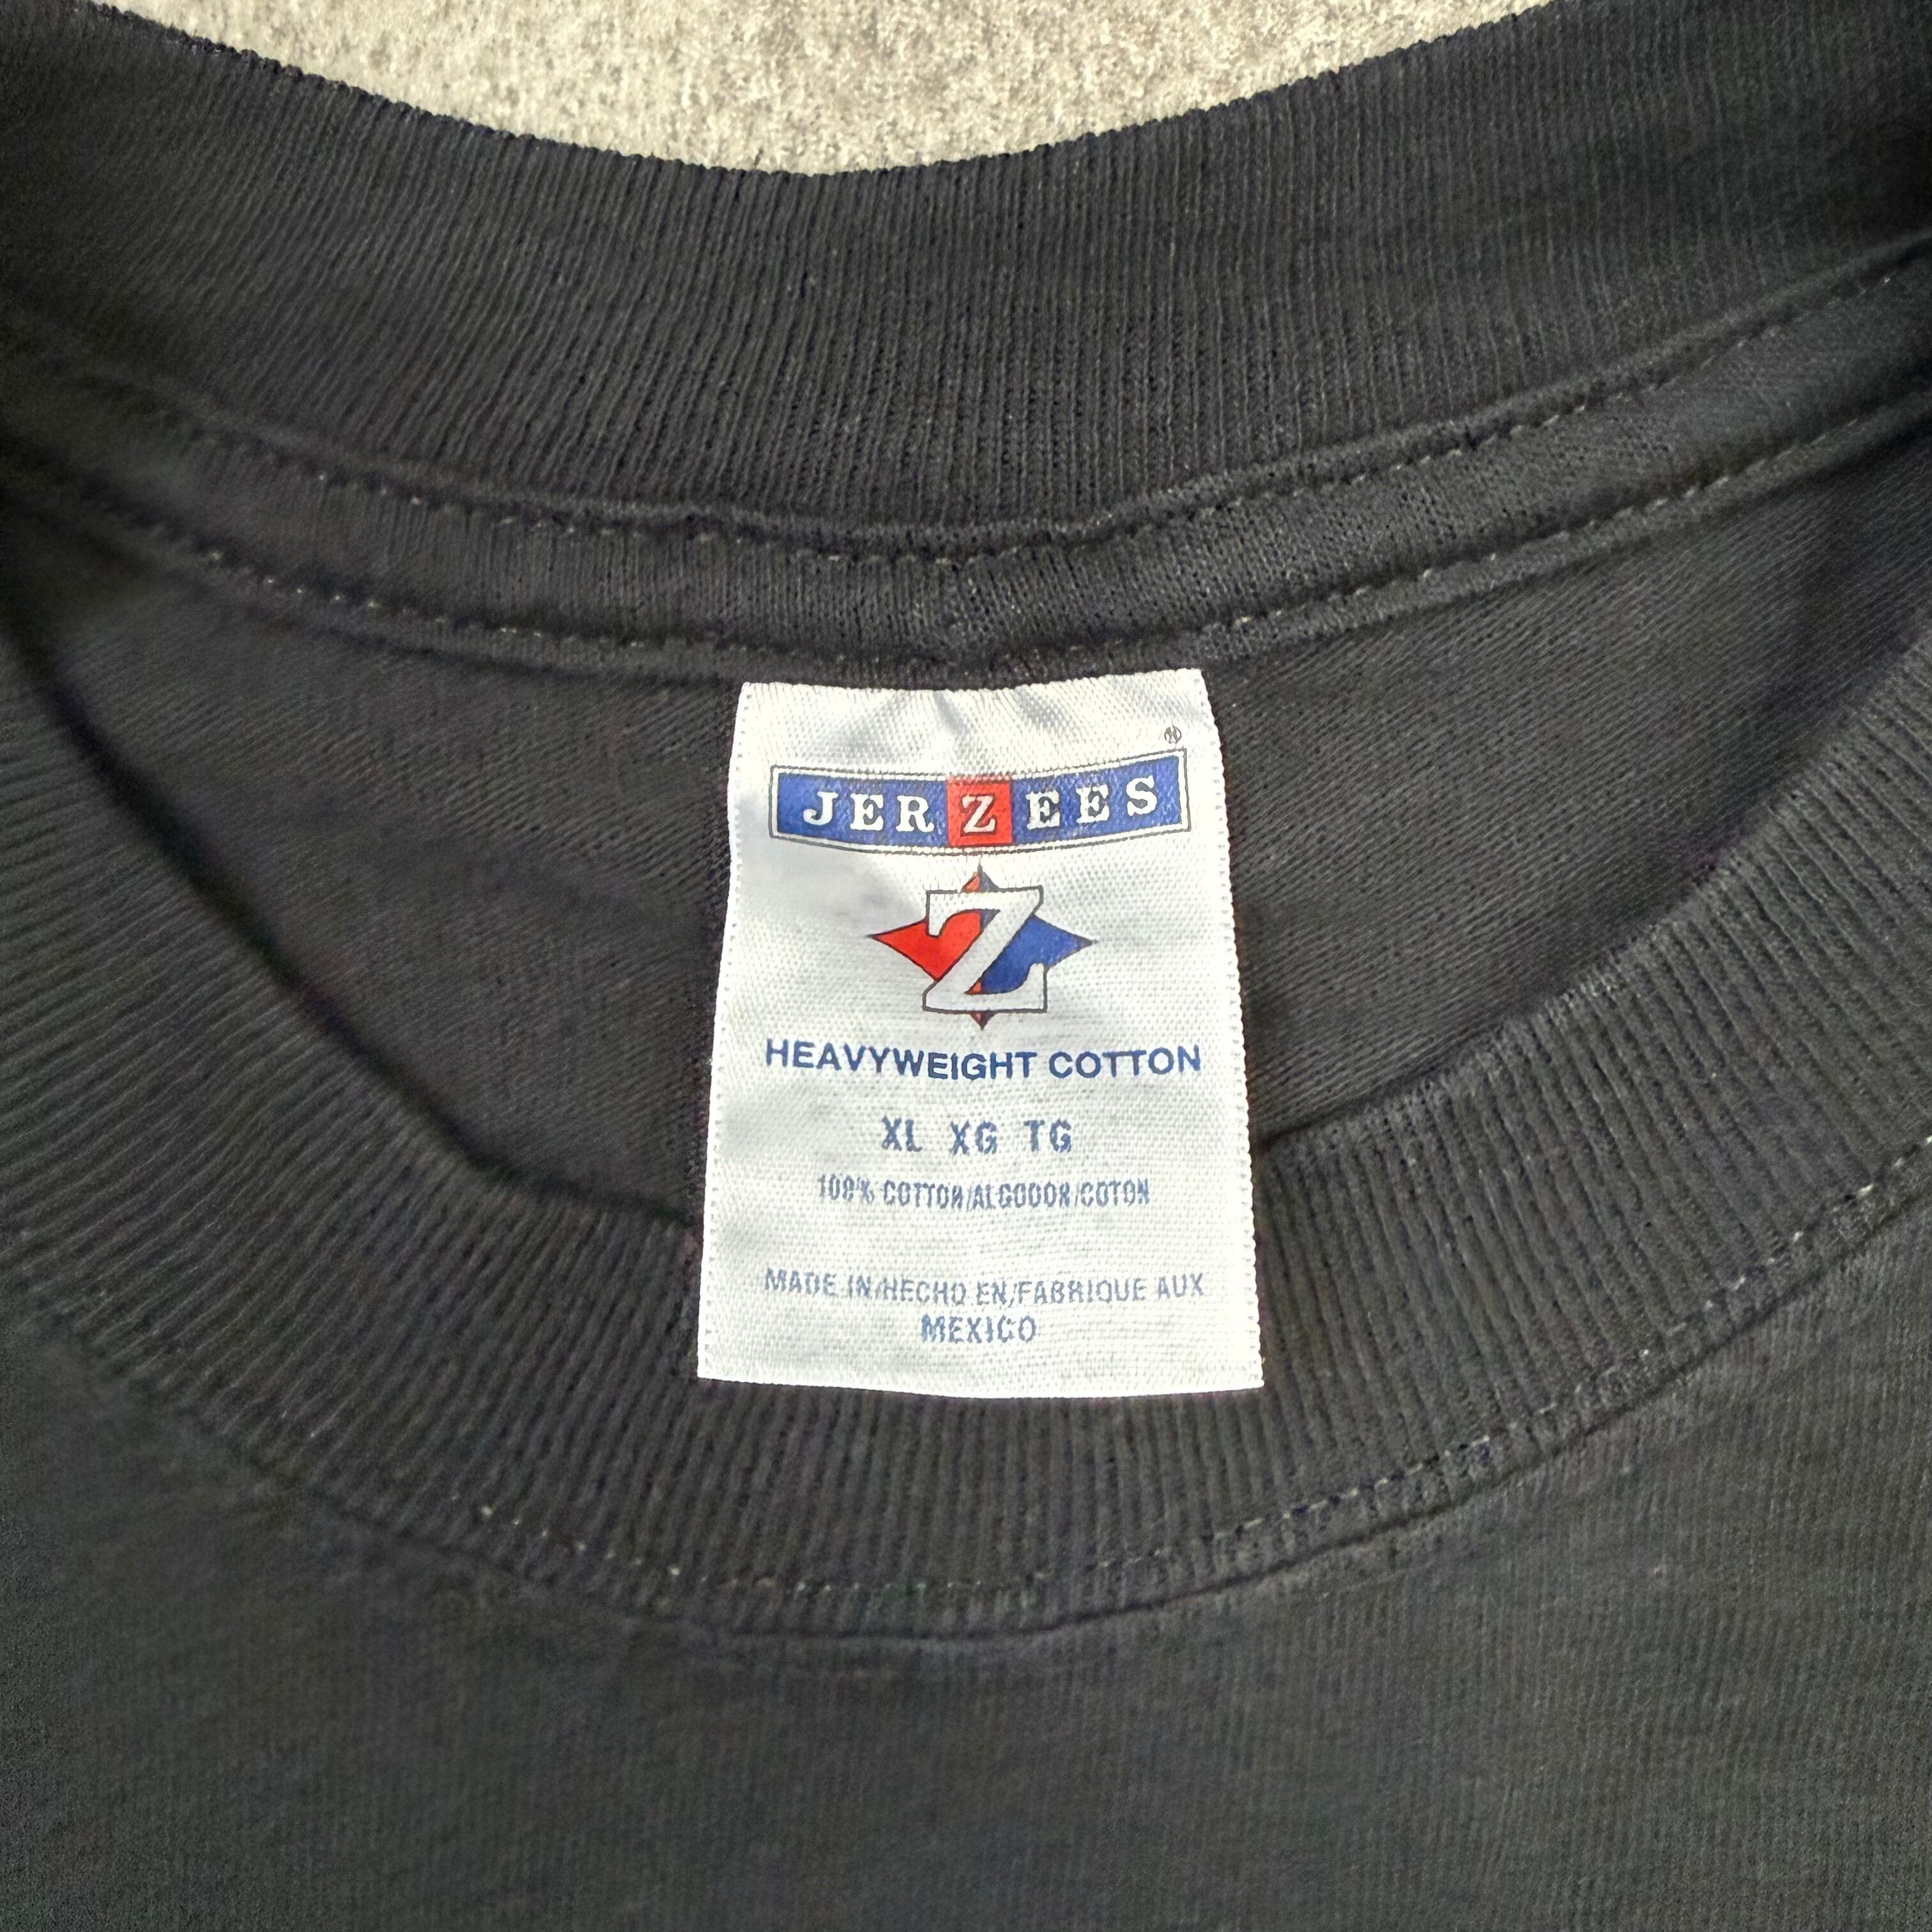 ®
JERZEES
Z
HEAVYWEIGHT COTTON
XL XG TG
100% COTTON/ALGODON/COTON
MADE IN/HECHO EN/FABRIQUE AUX
MEXICO